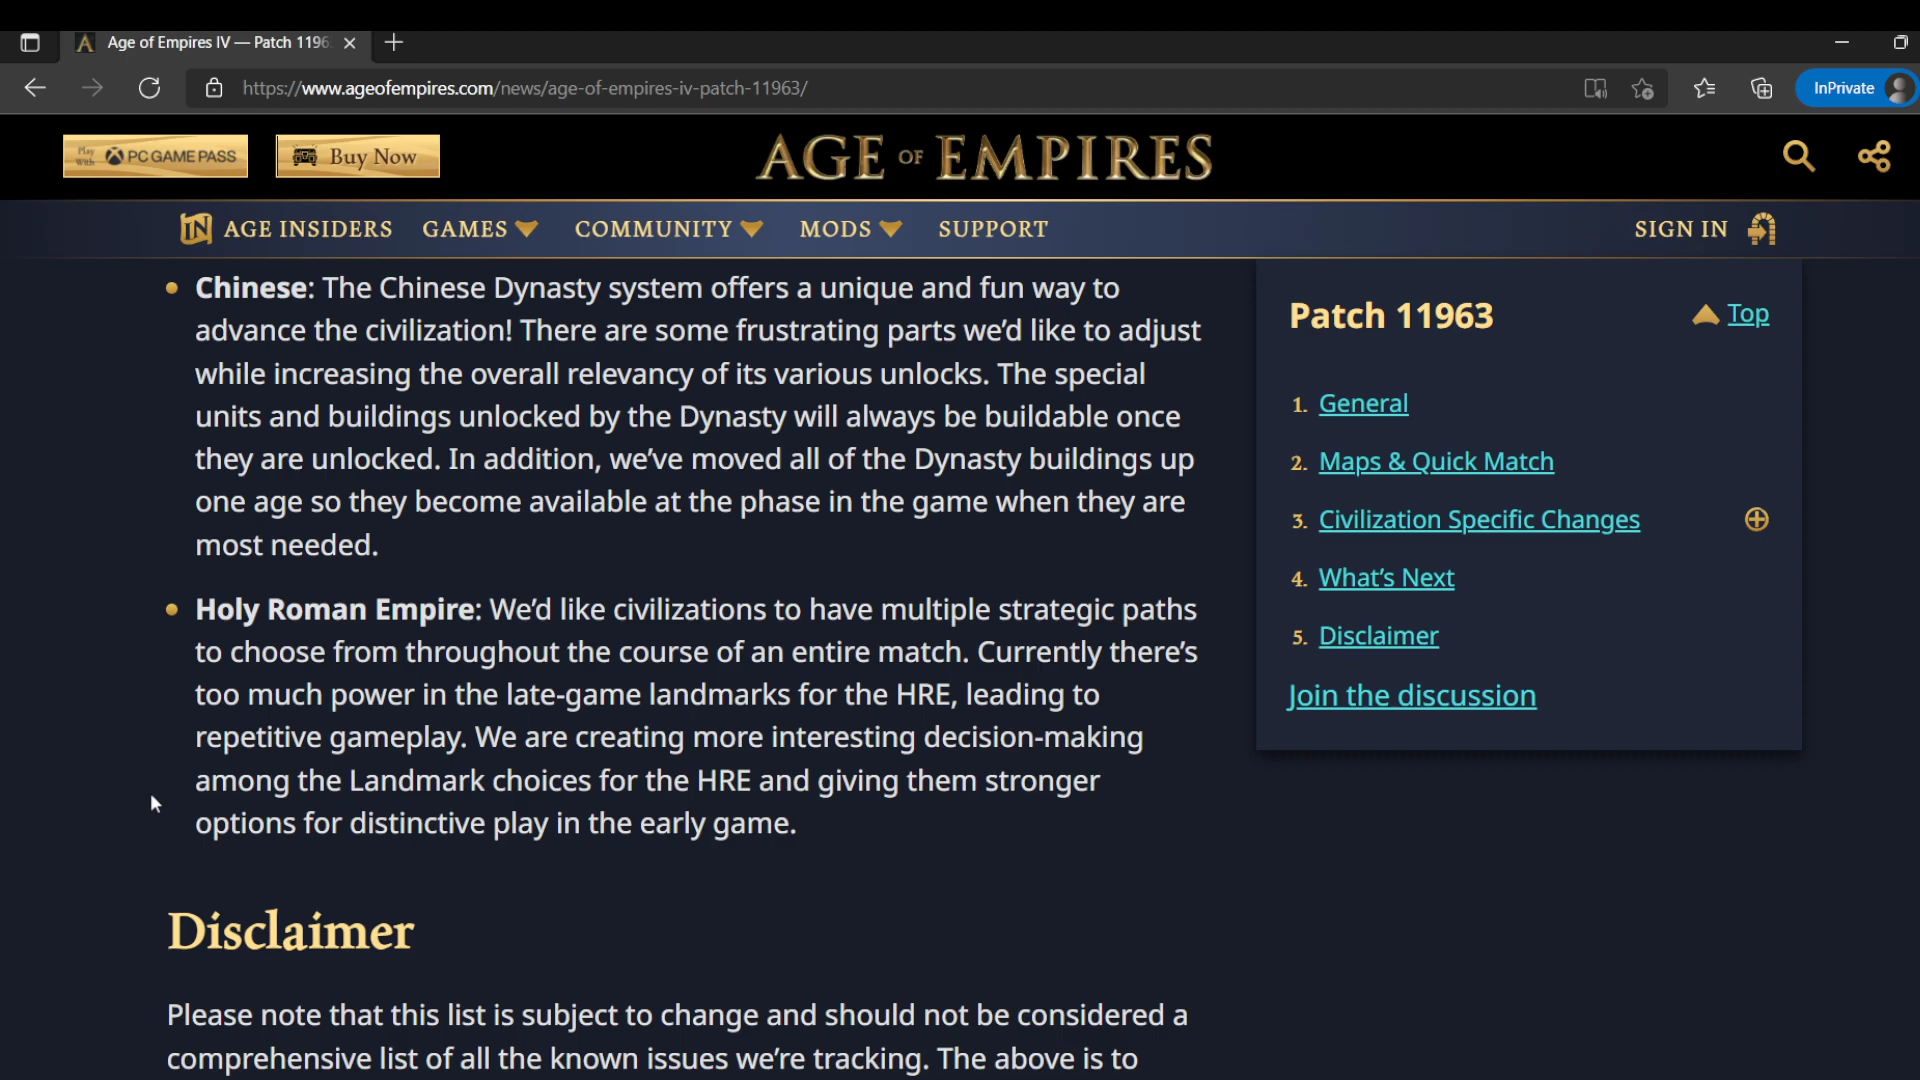 Age of Empires IV — Patch 1196
https://www.ageofempires.com/news/age-of-empires-iv-patch-11963/
InPrivate
Play With PC GAME PASS
Buy Now
AGE OF EMPIRES
IN AGE INSIDERS GAMES COMMUNITY MODS SUPPORT SIGN IN
Chinese: The Chinese Dynasty system offers a unique and fun way to
advance the civilization! There are some frustrating parts we'd like to adjust
while increasing the overall relevancy of its various unlocks. The special
units and buildings unlocked by the Dynasty will always be buildable once
they are unlocked. In addition, we've moved all of the Dynasty buildings up
one age so they become available at the phase in the game when they are
most needed.
Holy Roman Empire: We'd like civilizations to have multiple strategic paths
to choose from throughout the course of an entire match. Currently there's
too much power in the late-game landmarks for the HRE, leading to
repetitive gameplay. We are creating more interesting decision-making
among the Landmark choices for the HRE and giving them stronger
options for distinctive play in the early game.
Disclaimer
Please note that this list is subject to change and should not be considered a
comprehensive list of all the known issues we're tracking. The above is to
Patch 11963
Top
1. General
2. Maps & Quick Match
3. Civilization Specific Changes
4. What's Next
5. Disclaimer
Join the discussion